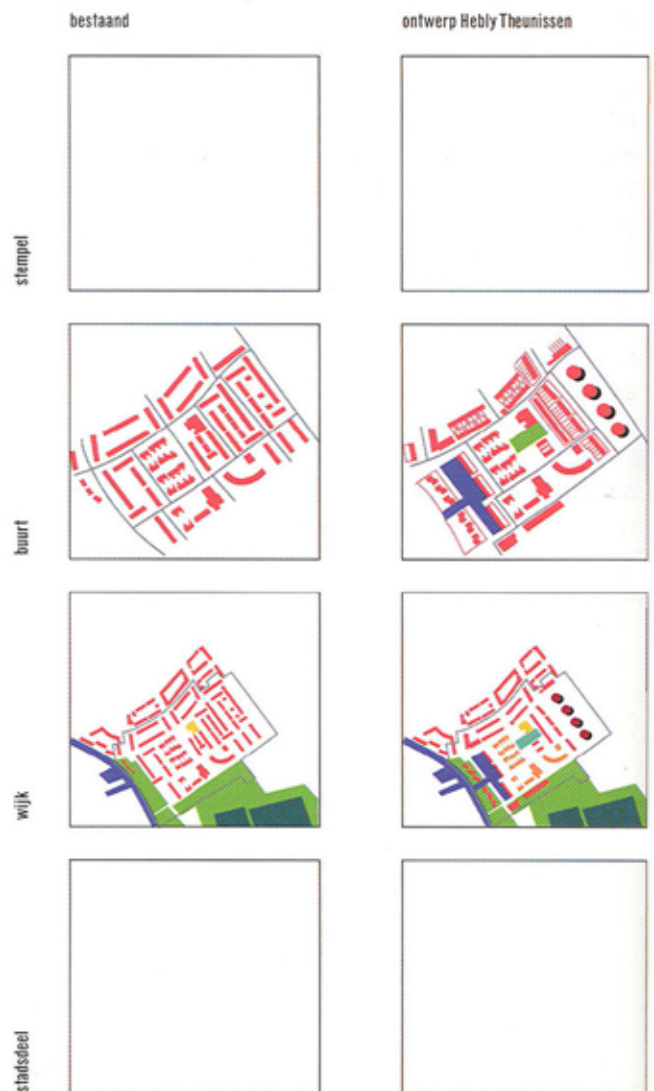 bestaand
ontwerp Hebly Theunissen
stempel
buurt
wijk
stadsdeel